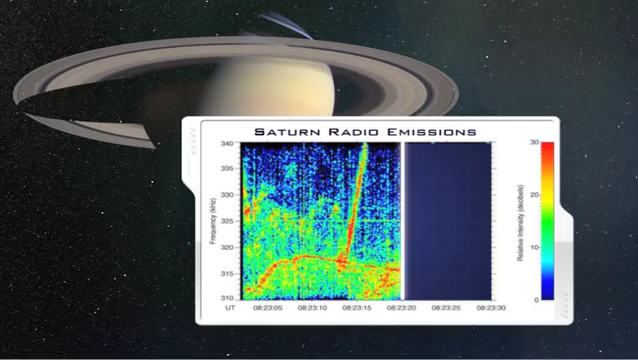 SATURN RADIO EMISSIONS
340
335
330
325
320
315
310
Frequency (kHz)
UT 08:23:05 08:23:10 08:23:15 08:23:20 08:23:25 08:23:30
30
20
10
0
Relative Intensity (decibels)